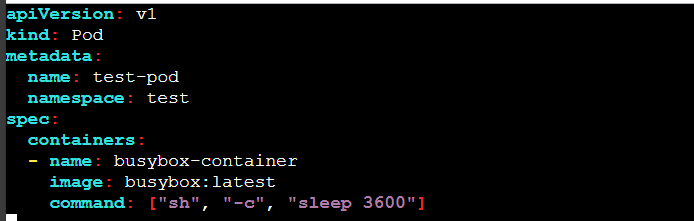 apiVersion: v1
kind: Pod
metadata:
  name: test-pod
  namespace: test
spec:
  containers:
  - name: busybox-container
    image: busybox:latest
    command: ["sh", "-c", "sleep 3600"]